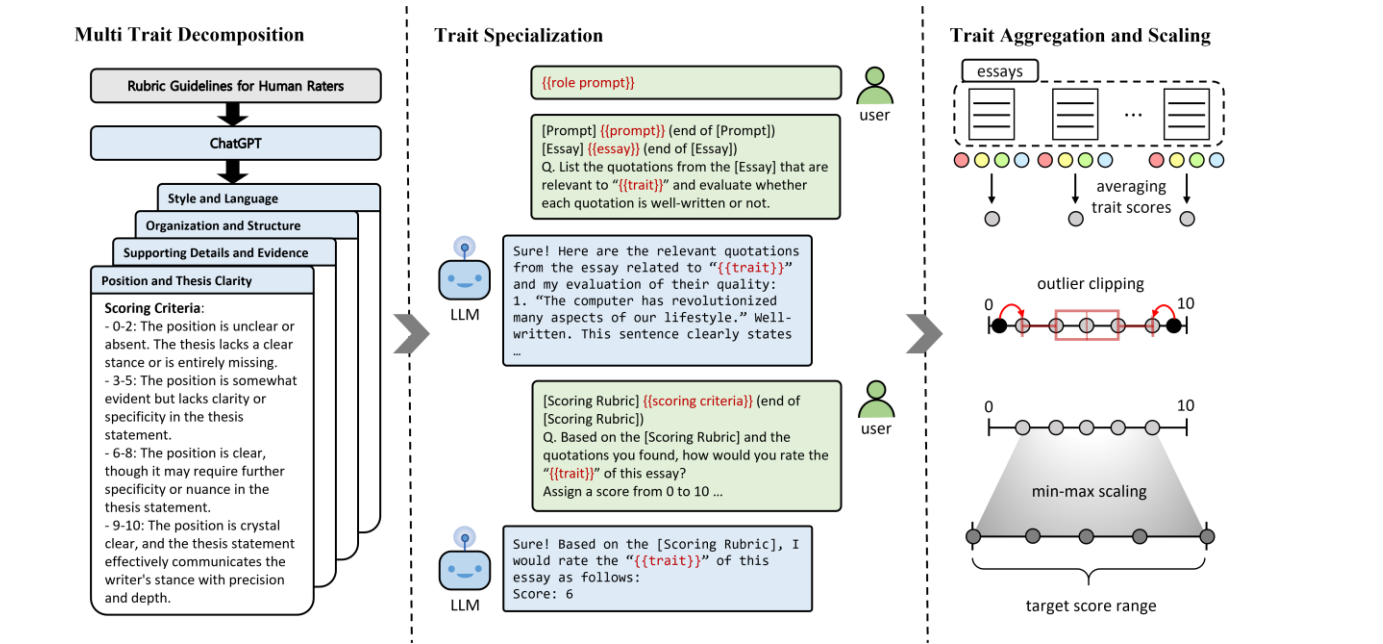 Multi Trait Decomposition
Rubric Guidelines for Human Raters
ChatGPT
Style and Language
Organization and Structure
Supporting Details and Evidence
Position and Thesis Clarity
Scoring Criteria:
- 0-2: The position is unclear or
absent. The thesis lacks a clear
stance or is entirely missing.
- 3-5: The position is somewhat
evident but lacks clarity or
specificity in the thesis
statement.
- 6-8: The position is clear,
though it may require further
specificity or nuance in the
thesis statement.
- 9-10: The position is crystal
clear, and the thesis statement
effectively communicates the
writer's stance with precision
and depth.
Trait Specialization
{{role prompt}}
user
[Prompt] {{prompt}} (end of [Prompt])
[Essay] {{essay}} (end of [Essay])
Q. List the quotations from the [Essay] that are
relevant to “{{trait}}” and evaluate whether
each quotation is well-written or not.
LLM
Sure! Here are the relevant quotations
from the essay related to “{{trait}}”
and my evaluation of their quality:
1. “The computer has revolutionized
many aspects of our lifestyle.” Well-
written. This sentence clearly states
…
user
[Scoring Rubric] {{scoring criteria}} (end of
[Scoring Rubric])
Q. Based on the [Scoring Rubric] and the
quotations you found, how would you rate the
“{{trait}}” of this essay?
Assign a score from 0 to 10 …
LLM
Sure! Based on the [Scoring Rubric], I
would rate the “{{trait}}” of this
essay as follows:
Score: 6
Trait Aggregation and Scaling
essays
…
averaging
trait scores
outlier clipping
0 10
0 10
min-max scaling
target score range